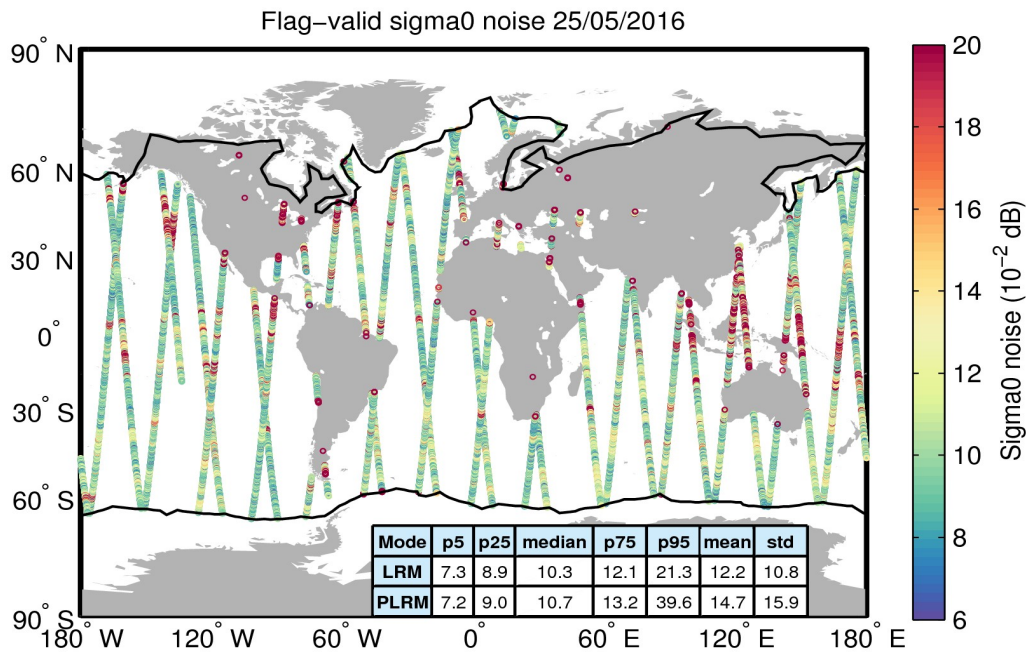 Flag−valid sigma0 noise 25/05/2016
90° N
60° N
30° N
0°
30° S
60° S
90° S
180° W 120° W 60° W 0° 60° E 120° E 180° E
Mode p5 p25 median p75 p95 mean std
LRM 7.3 8.9 10.3 12.1 21.3 12.2 10.8
PLRM 7.2 9.0 10.7 13.2 39.6 14.7 15.9
20
18
16
14
12
10
8
6
Sigma0 noise (10⁻² dB)